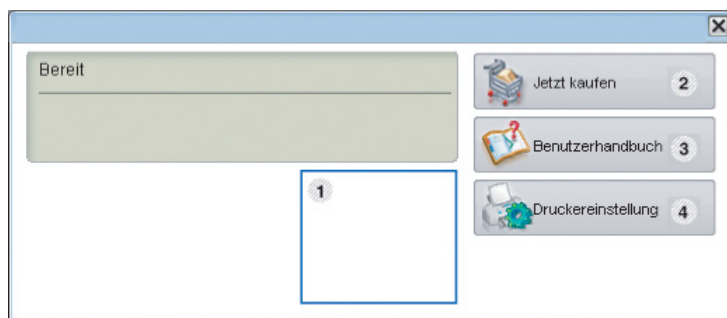 Bereit
Jetzt kaufen 2
Benutzerhandbuch 3
1
Druckereinstellung 4